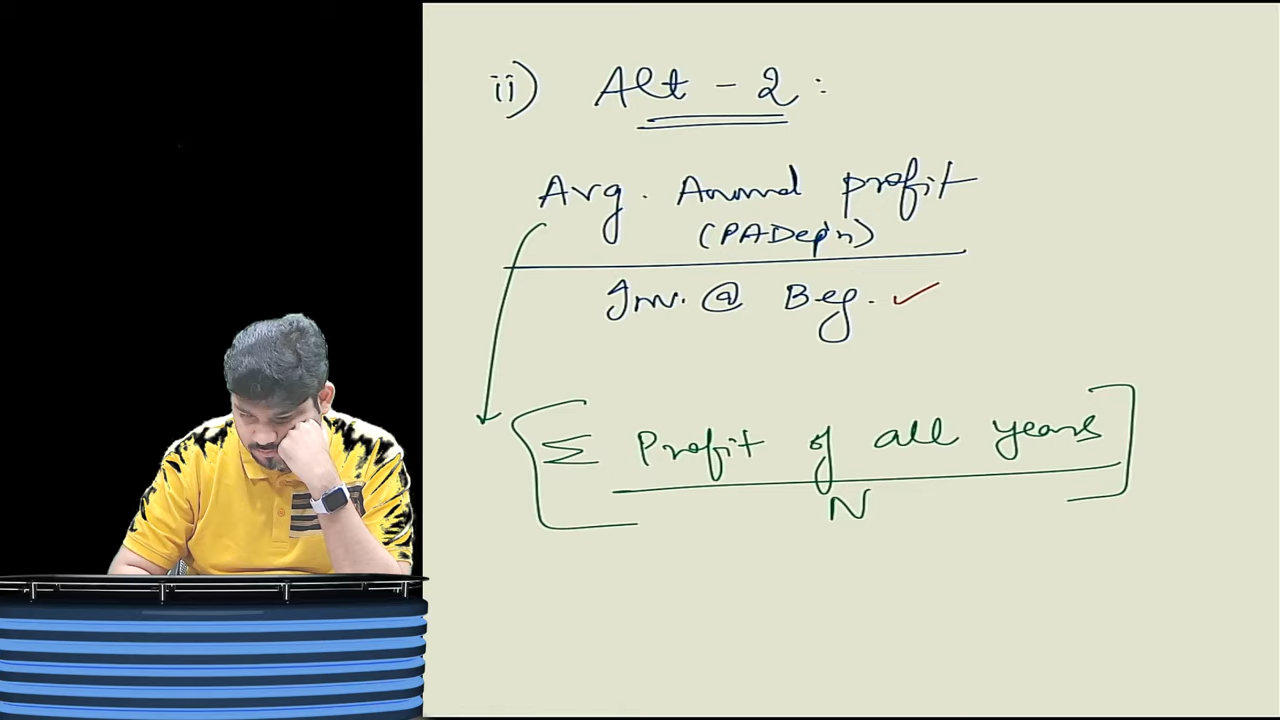 ii) Alt - 2 :
Avg. Annual profit
(PADep'n)
Inv. @ Beg. ✓
Σ Profit of all years
N